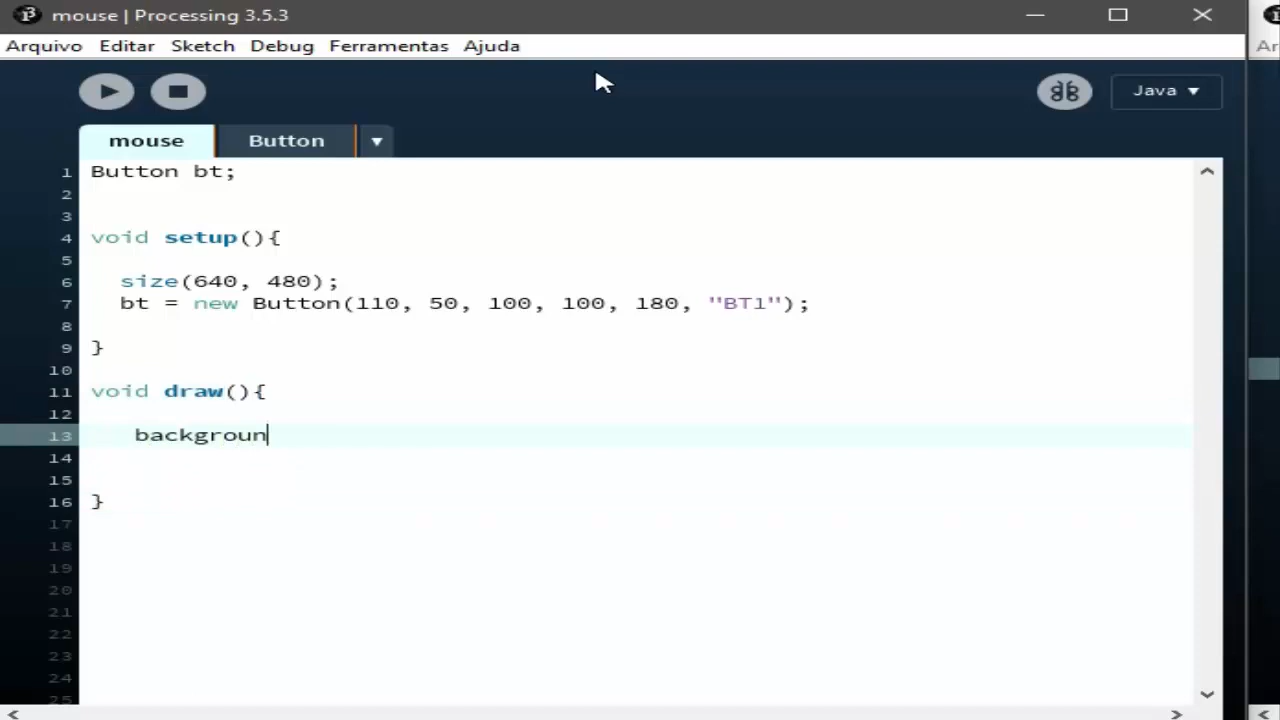 mouse | Processing 3.5.3
Arquivo Editar Sketch Debug Ferramentas Ajuda
Ar
Java
mouse Button
1 Button bt;
2
3
4 void setup(){
5
6 size(640, 480);
7 bt = new Button(110, 50, 100, 100, 180, "BT1");
8
9 }
10
11 void draw(){
12
13 backgroun
14
15
16 }
17
18
19
20
21
22
23
24
25